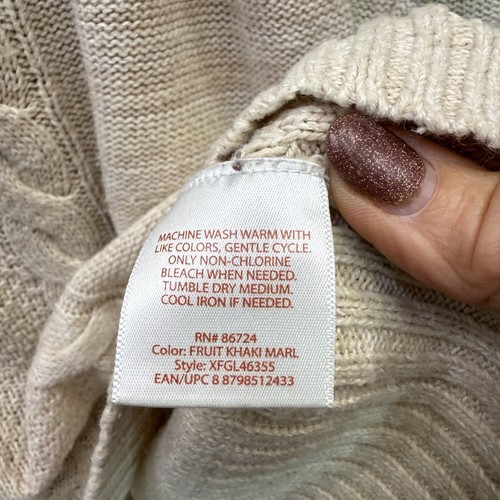 MACHINE WASH WARM WITH
LIKE COLORS, GENTLE CYCLE.
ONLY NON-CHLORINE
BLEACH WHEN NEEDED.
TUMBLE DRY MEDIUM.
COOL IRON IF NEEDED.
RN# 86724
Color: FRUIT KHAKI MARL
Style: XFGL46355
EAN/UPC 8 8798512433